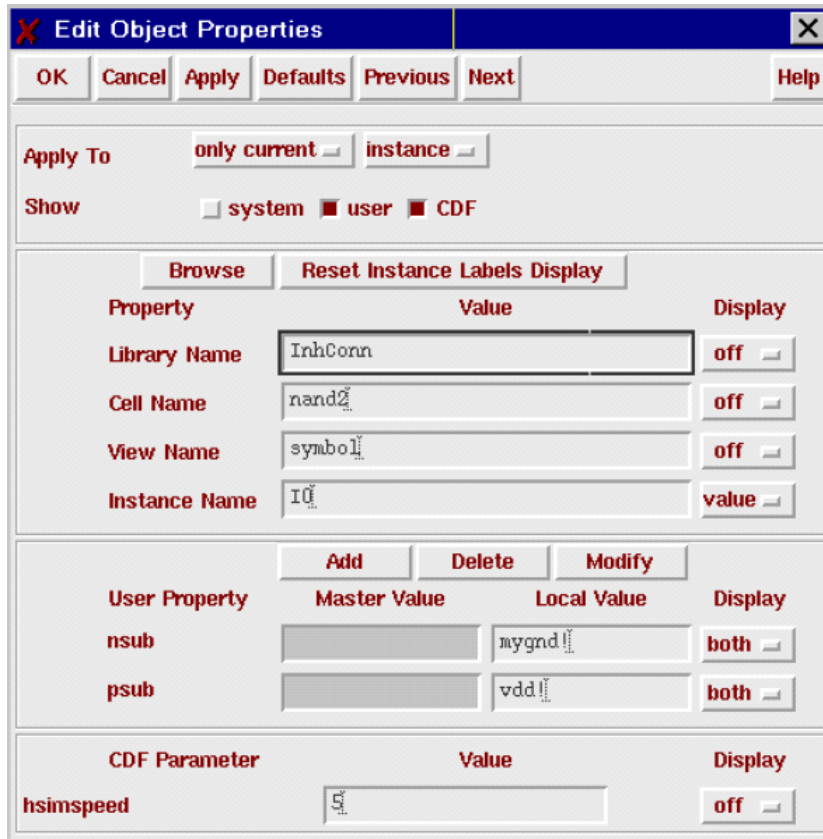 Edit Object Properties
OK Cancel Apply Defaults Previous Next Help
Apply To only current instance
Show system user CDF
Browse Reset Instance Labels Display
Property Value Display
Library Name InhConn off
Cell Name nand2 off
View Name symbol off
Instance Name I0 value
Add Delete Modify
User Property Master Value Local Value Display
nsub mygnd! both
psub vdd! both
CDF Parameter Value Display
hsimspeed 5 off